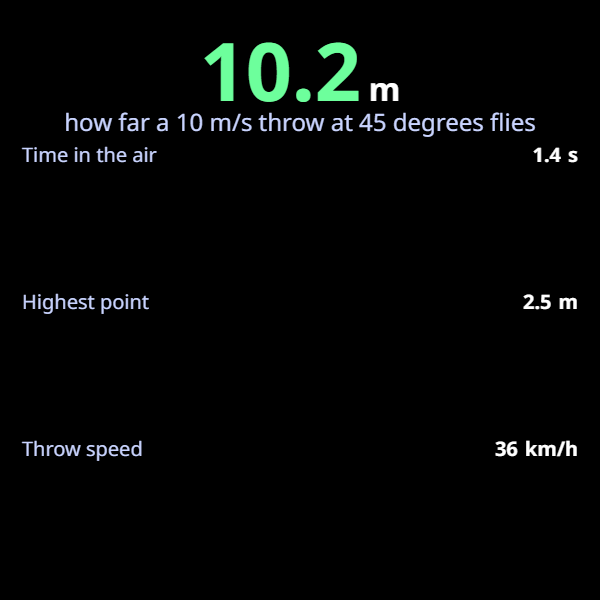 10.2 m
how far a 10 m/s throw at 45 degrees flies
Time in the air 1.4 s
Highest point 2.5 m
Throw speed 36 km/h